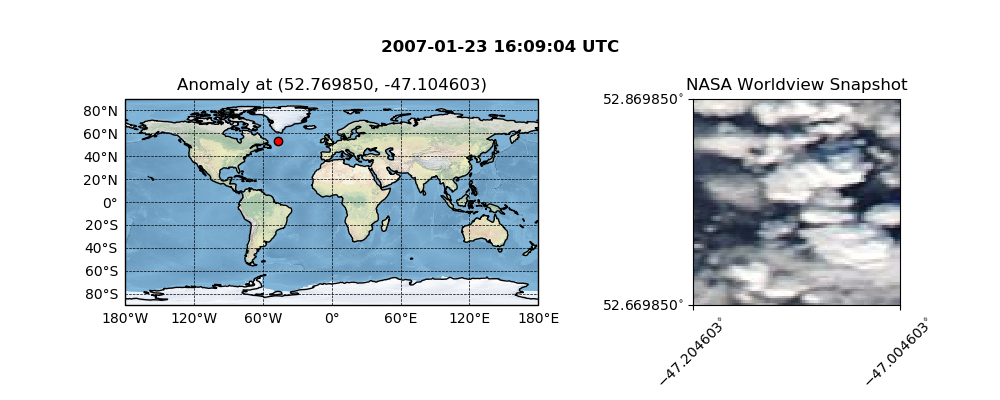 2007-01-23 16:09:04 UTC
Anomaly at (52.769850, -47.104603)
NASA Worldview Snapshot
80°N
60°N
40°N
20°N
0°
20°S
40°S
60°S
80°S
180°W 120°W 60°W 0° 60°E 120°E 180°E
52.869850°
52.669850°
−47.204603°
−47.004603°